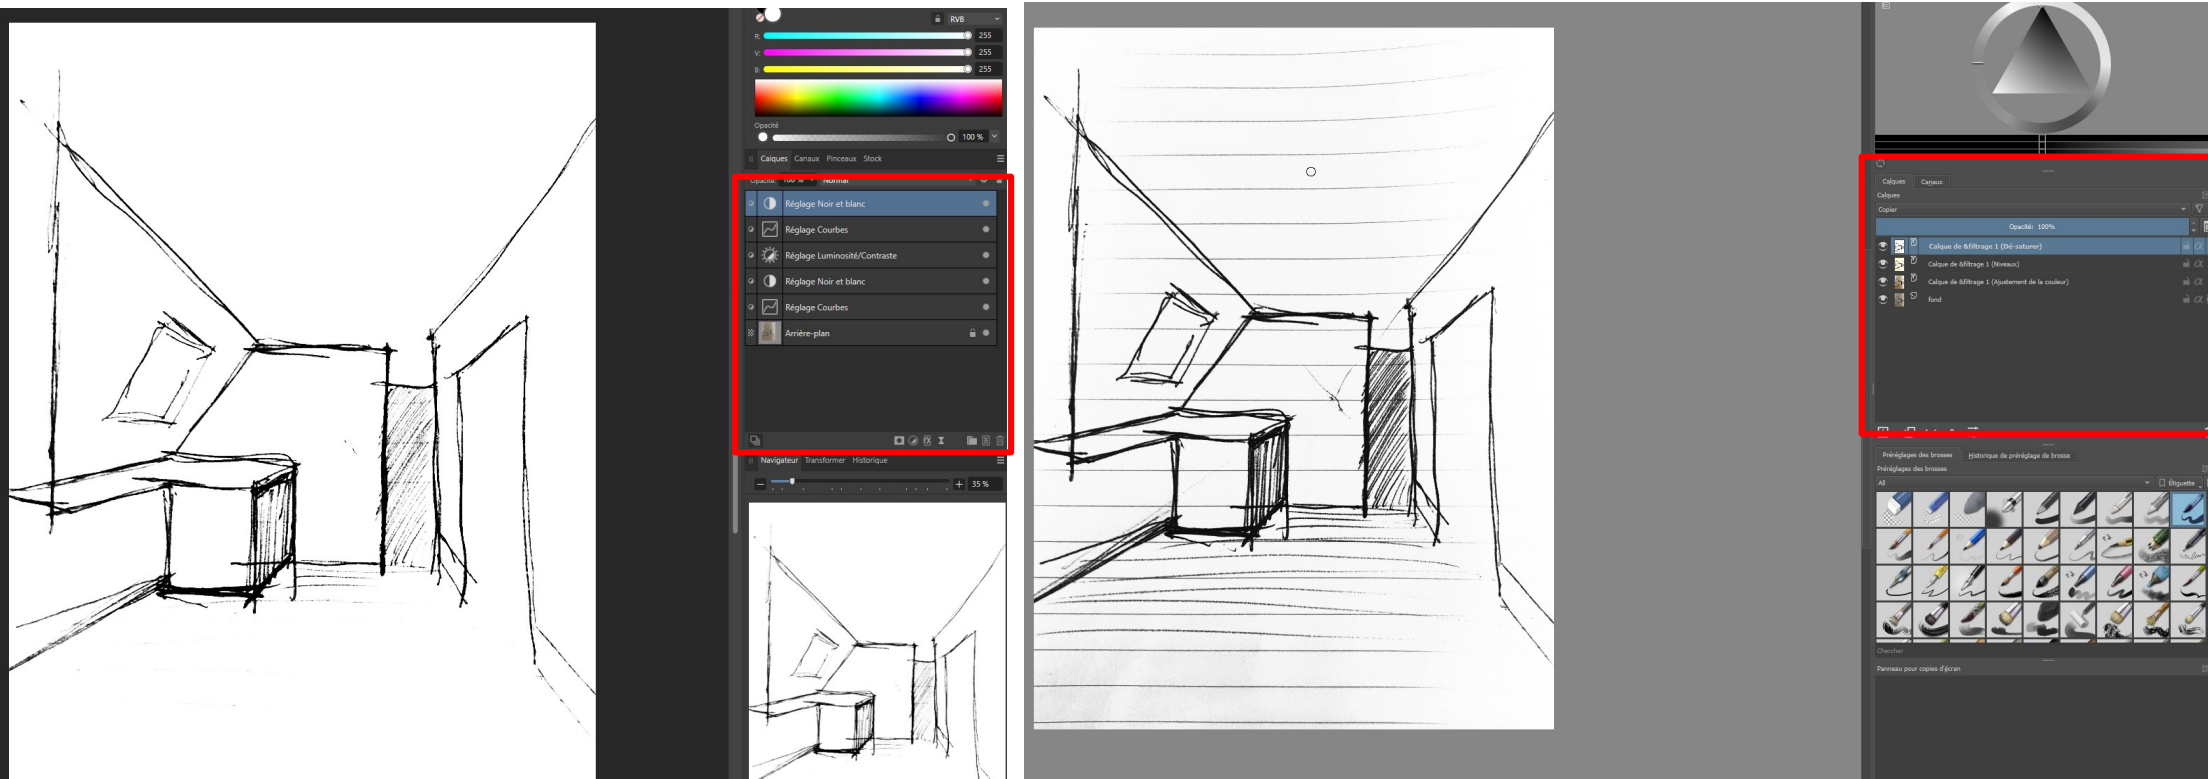 RVB
R: 255
V: 255
B: 255
Opacité
100 %
Calques Canaux Pinceaux Stock
Opacité: 100 % Normal
Réglage Noir et blanc
Réglage Courbes
Réglage Luminosité/Contraste
Réglage Noir et blanc
Réglage Courbes
Arrière-plan
Navigateur Transformer Historique
35 %
Calques Canaux
Calques
Copier
Opacité: 100%
Calque de &filtrage 1 (Dé-saturer)
Calque de &filtrage 1 (Niveaux)
Calque de &filtrage 1 (Ajustement de la couleur)
fond
Préréglages des brosses Historique de préréglage de brosse
Préréglages des brosses
All Étiquette
Chercher
Panneau pour copies d'écran